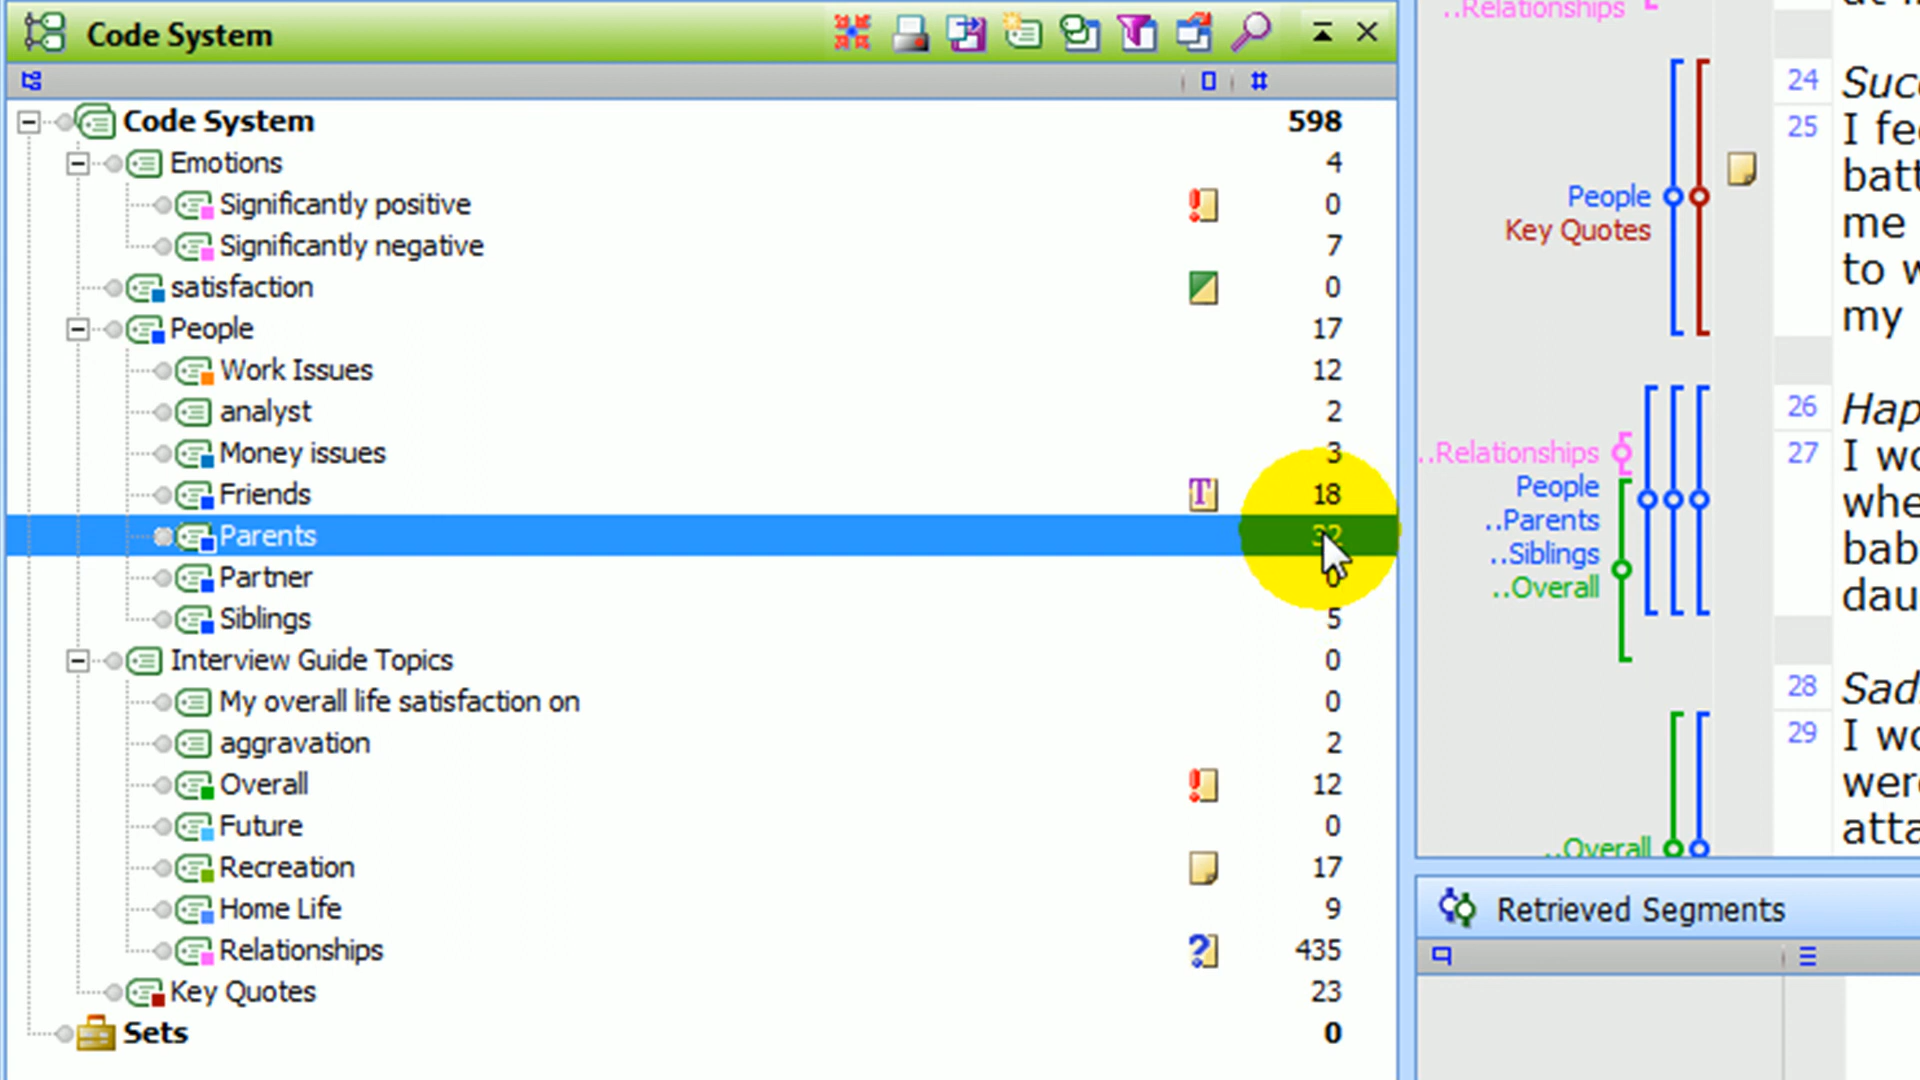 Code System
Code System 598
Emotions 4
Significantly positive 0
Significantly negative 7
satisfaction 0
People 17
Work Issues 12
analyst 2
Money issues 3
Friends T 18
Parents 32
Partner 0
Siblings 5
Interview Guide Topics 0
My overall life satisfaction on 0
aggravation 2
Overall 12
Future 0
Recreation 17
Home Life 9
Relationships ? 435
Key Quotes 23
Sets 0
..Relationships
24
25 I
People
Key Quotes
me
to
my
26
..Relationships
27 I
People
..Parents
..Siblings
..Overall
28
29 I
..Overall
Retrieved Segments